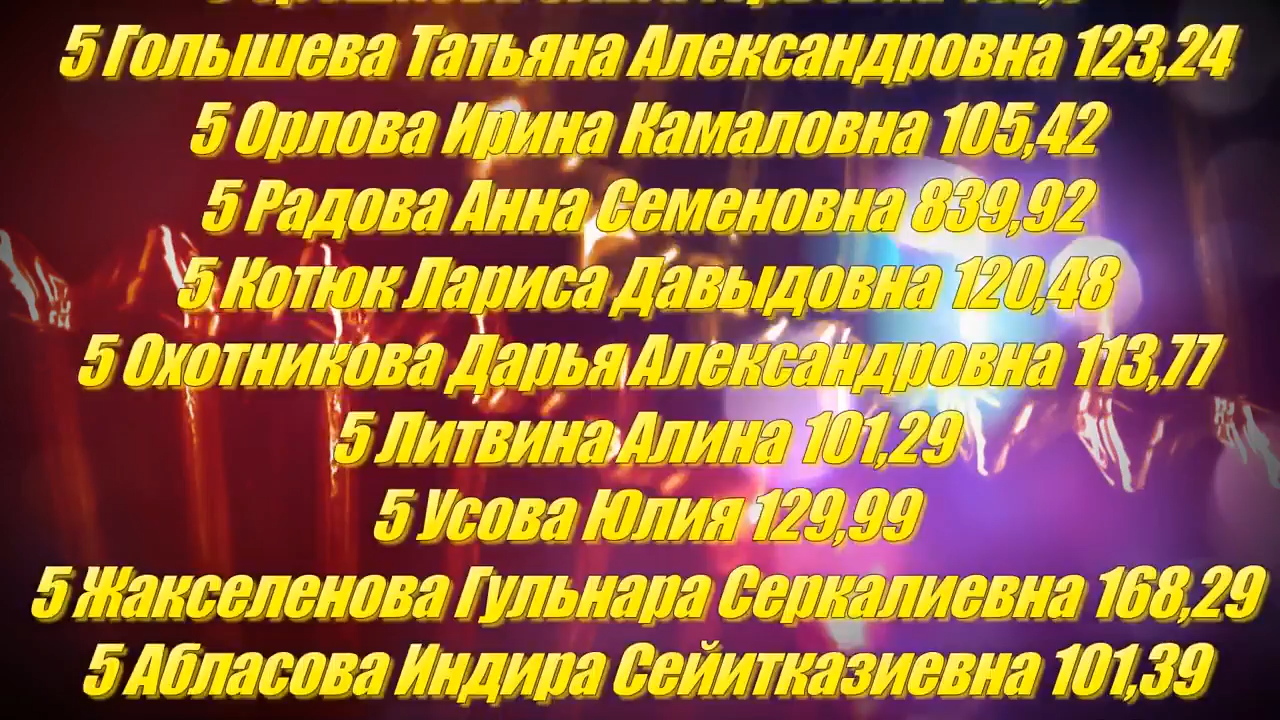 5 Голышева Татьяна Александровна 123,24
5 Орлова Ирина Камаловна 105,42
5 Радова Анна Семеновна 839,92
5 Котюк Лариса Давыдовна 120,48
5 Охотникова Дарья Александровна 113,77
5 Литвина Алина 101,29
5 Усова Юлия 129,99
5 Жакселенова Гульнара Серкалиевна 168,29
5 Абласова Индира Сейитказиевна 101,39